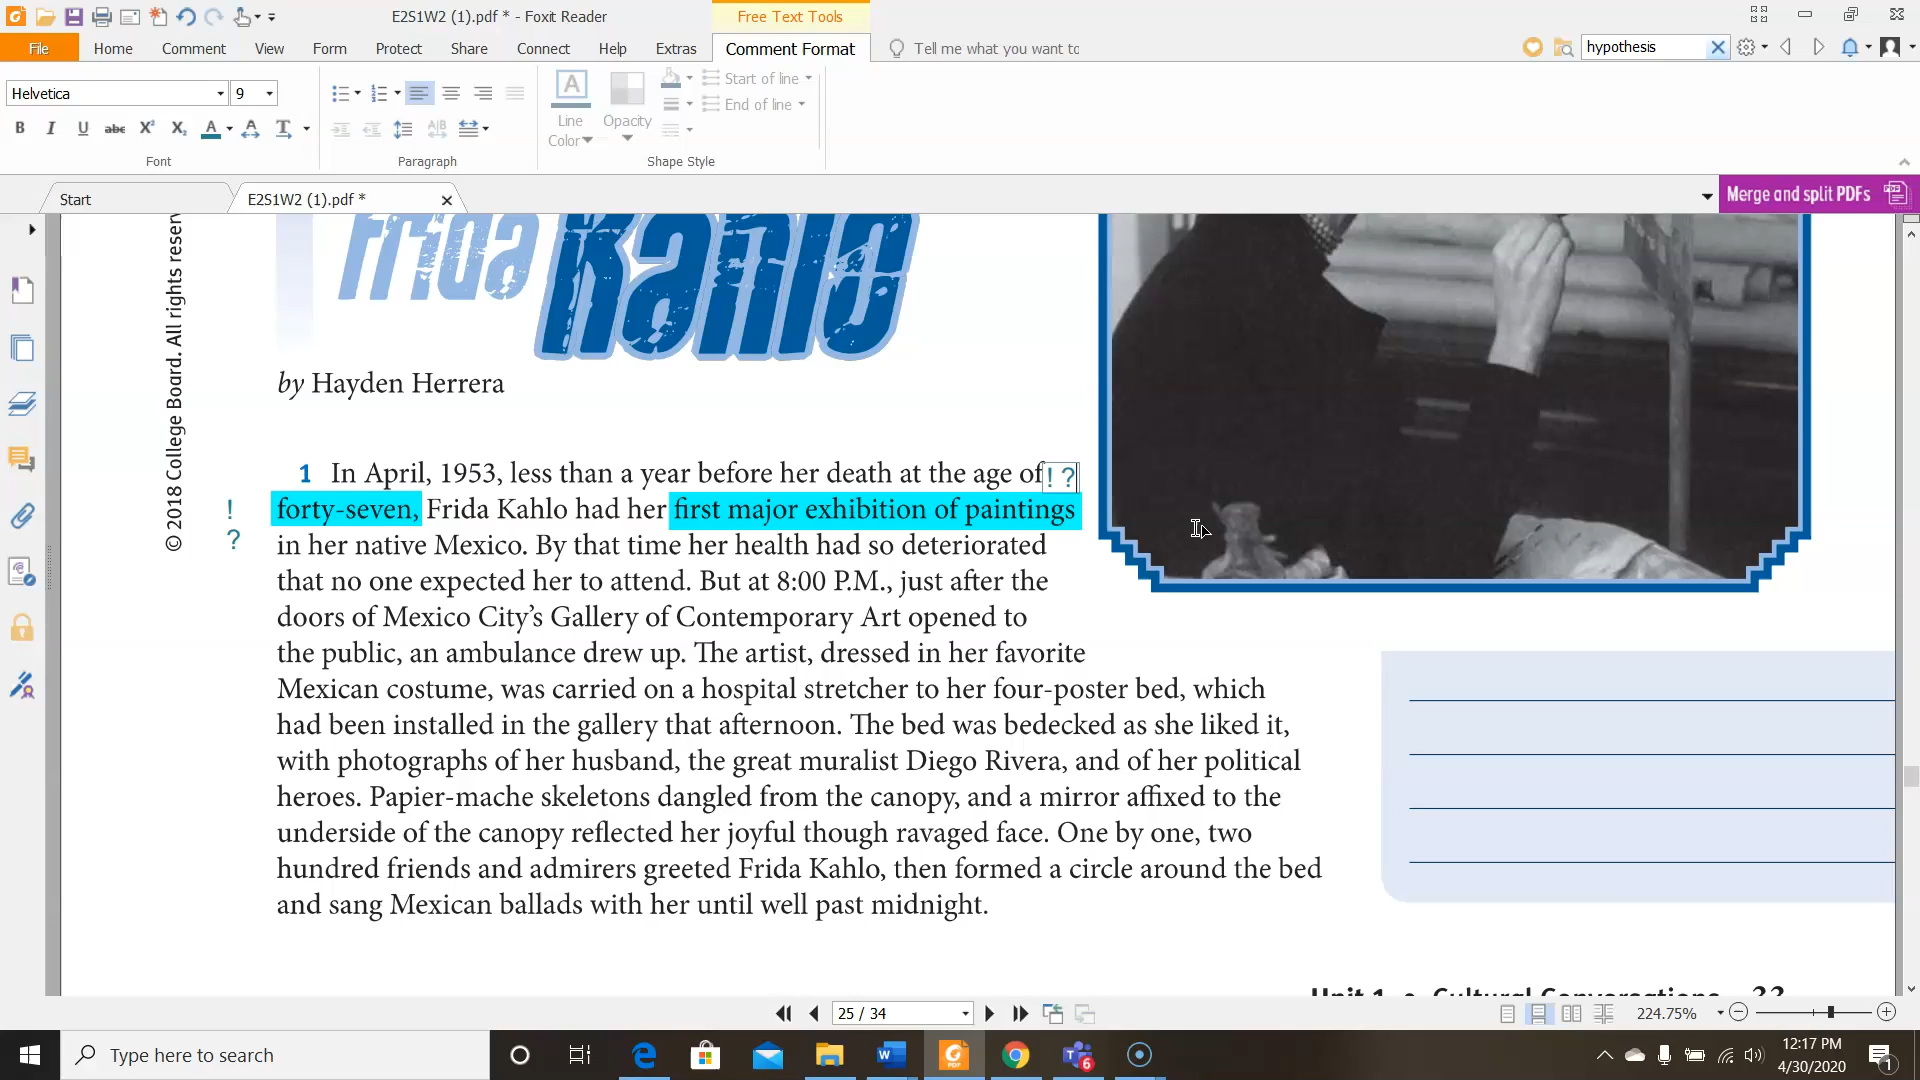 E2S1W2 (1).pdf * - Foxit Reader
Free Text Tools
File Home Comment View Form Protect Share Connect Help Extras Comment Format Tell me what you want to
hypothesis
Helvetica 9
Start of line
End of line
Line Color
Opacity
Font
Paragraph
Shape Style
Start
E2S1W2 (1).pdf *
Merge and split PDFs
© 2018 College Board. All rights reserv
Frida Kahlo
by Hayden Herrera
1 In April, 1953, less than a year before her death at the age of ! ?
! forty-seven, Frida Kahlo had her first major exhibition of paintings
? in her native Mexico. By that time her health had so deteriorated
that no one expected her to attend. But at 8:00 P.M., just after the
doors of Mexico City’s Gallery of Contemporary Art opened to
the public, an ambulance drew up. The artist, dressed in her favorite
Mexican costume, was carried on a hospital stretcher to her four-poster bed, which
had been installed in the gallery that afternoon. The bed was bedecked as she liked it,
with photographs of her husband, the great muralist Diego Rivera, and of her political
heroes. Papier-mache skeletons dangled from the canopy, and a mirror affixed to the
underside of the canopy reflected her joyful though ravaged face. One by one, two
hundred friends and admirers greeted Frida Kahlo, then formed a circle around the bed
and sang Mexican ballads with her until well past midnight.
Unit 1 • Cultural Conversations 33
25 / 34
224.75%
Type here to search
6
12:17 PM
4/30/2020
1